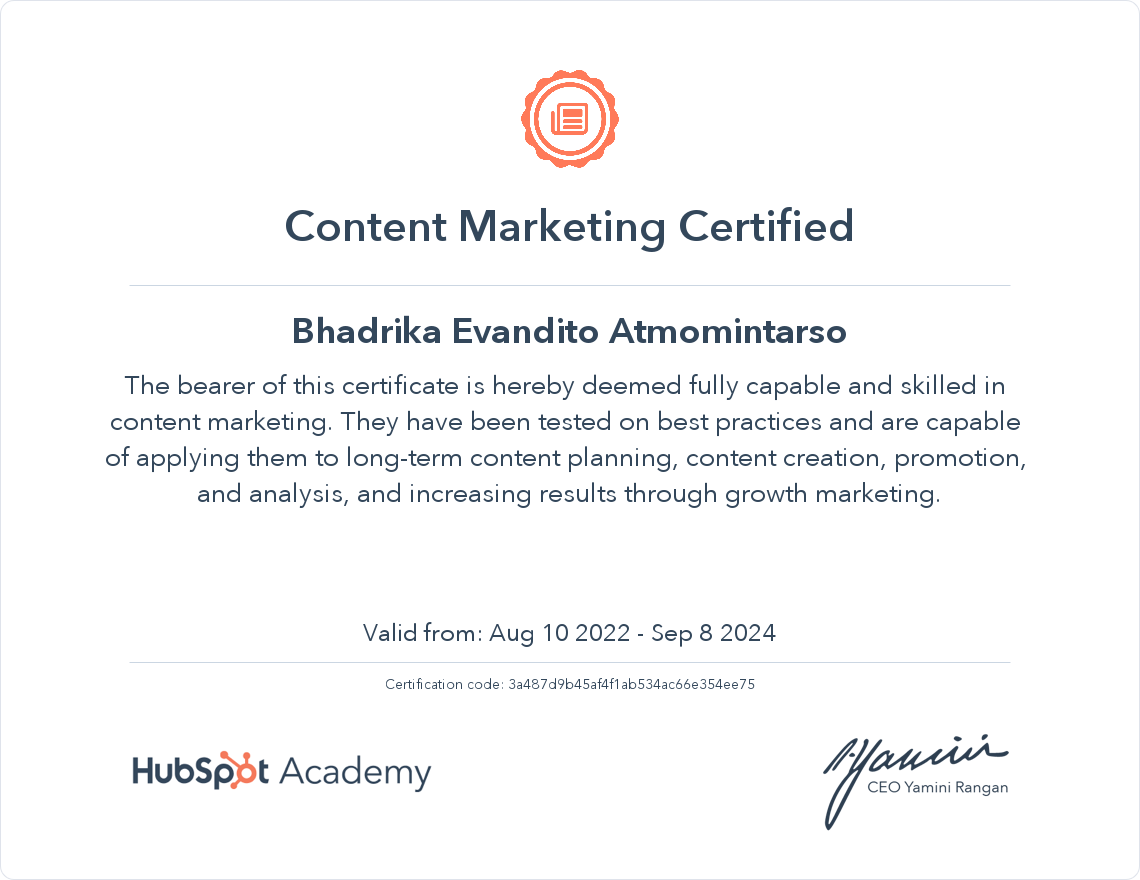 Content Marketing Certified
Bhadrika Evandito Atmomintarso
The bearer of this certificate is hereby deemed fully capable and skilled in
content marketing. They have been tested on best practices and are capable
of applying them to long-term content planning, content creation, promotion,
and analysis, and increasing results through growth marketing.
Valid from: Aug 10 2022 - Sep 8 2024
Certification code: 3a487d9b45af4f1ab534ac66e354ee75
HubSpot Academy
Yamini
CEO Yamini Rangan